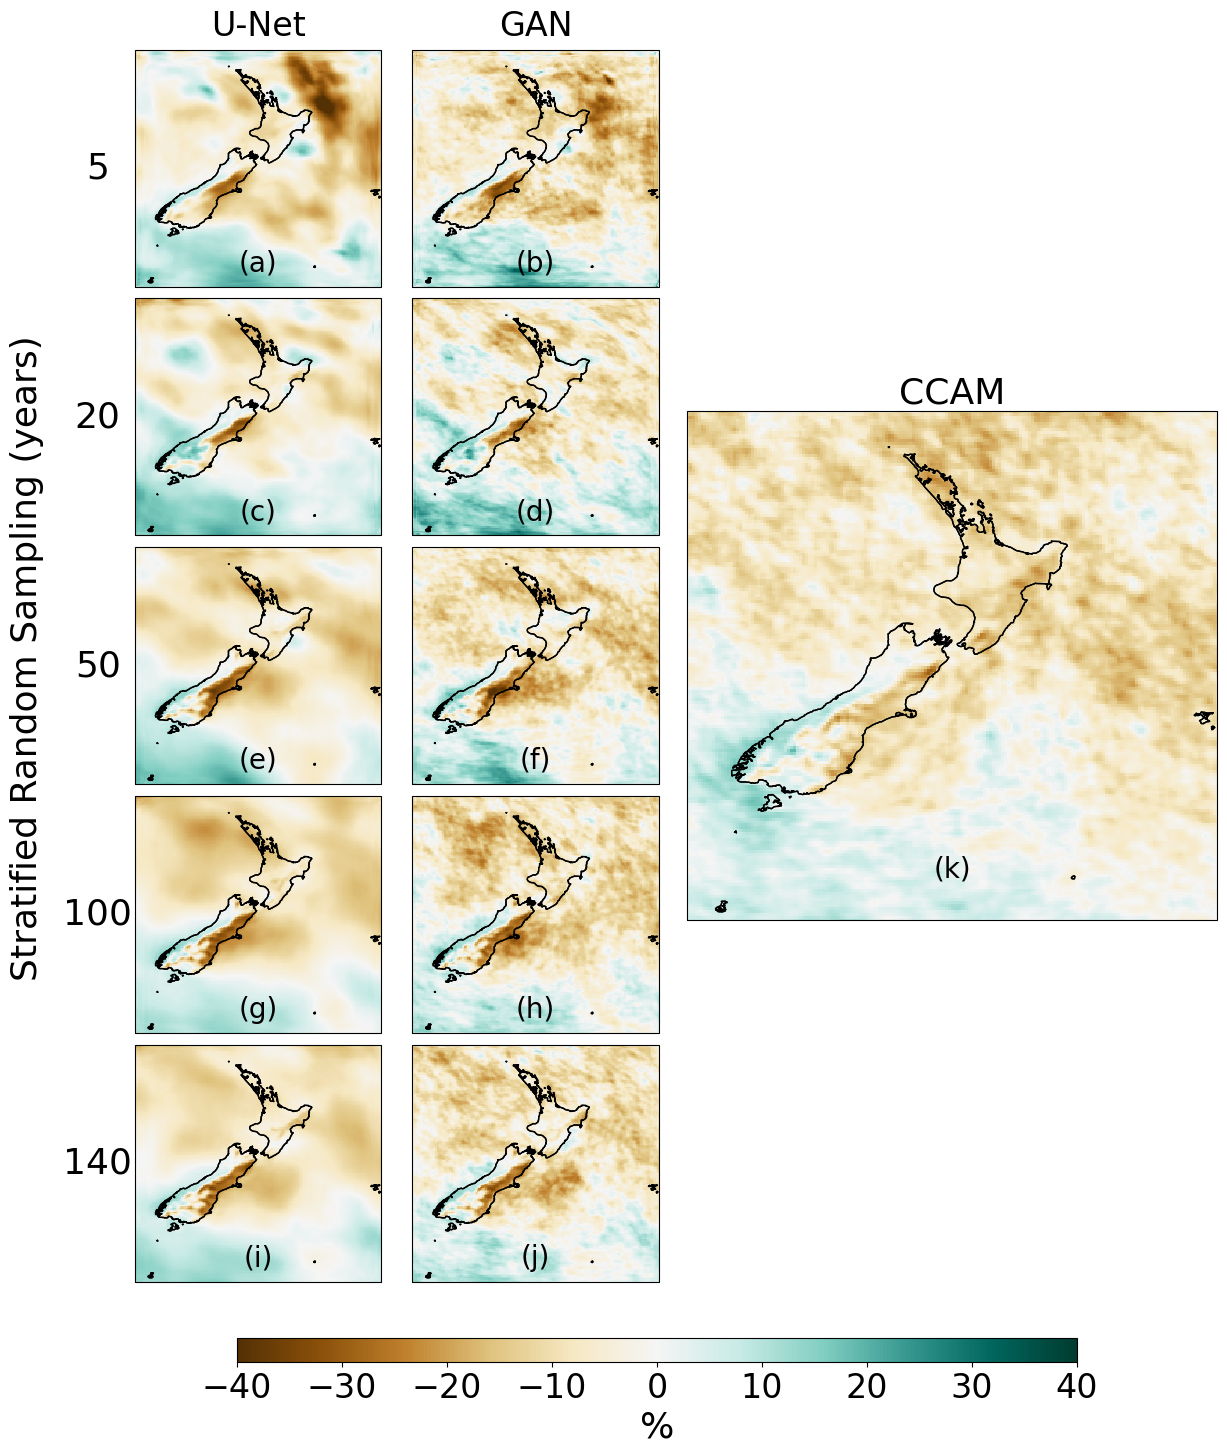 U-Net GAN
5
(a) (b)
20
(c) (d)
CCAM
Stratified Random Sampling (years)
50
(e) (f)
(k)
100
(g) (h)
140
(i) (j)
−40 −30 −20 −10 0 10 20 30 40
%